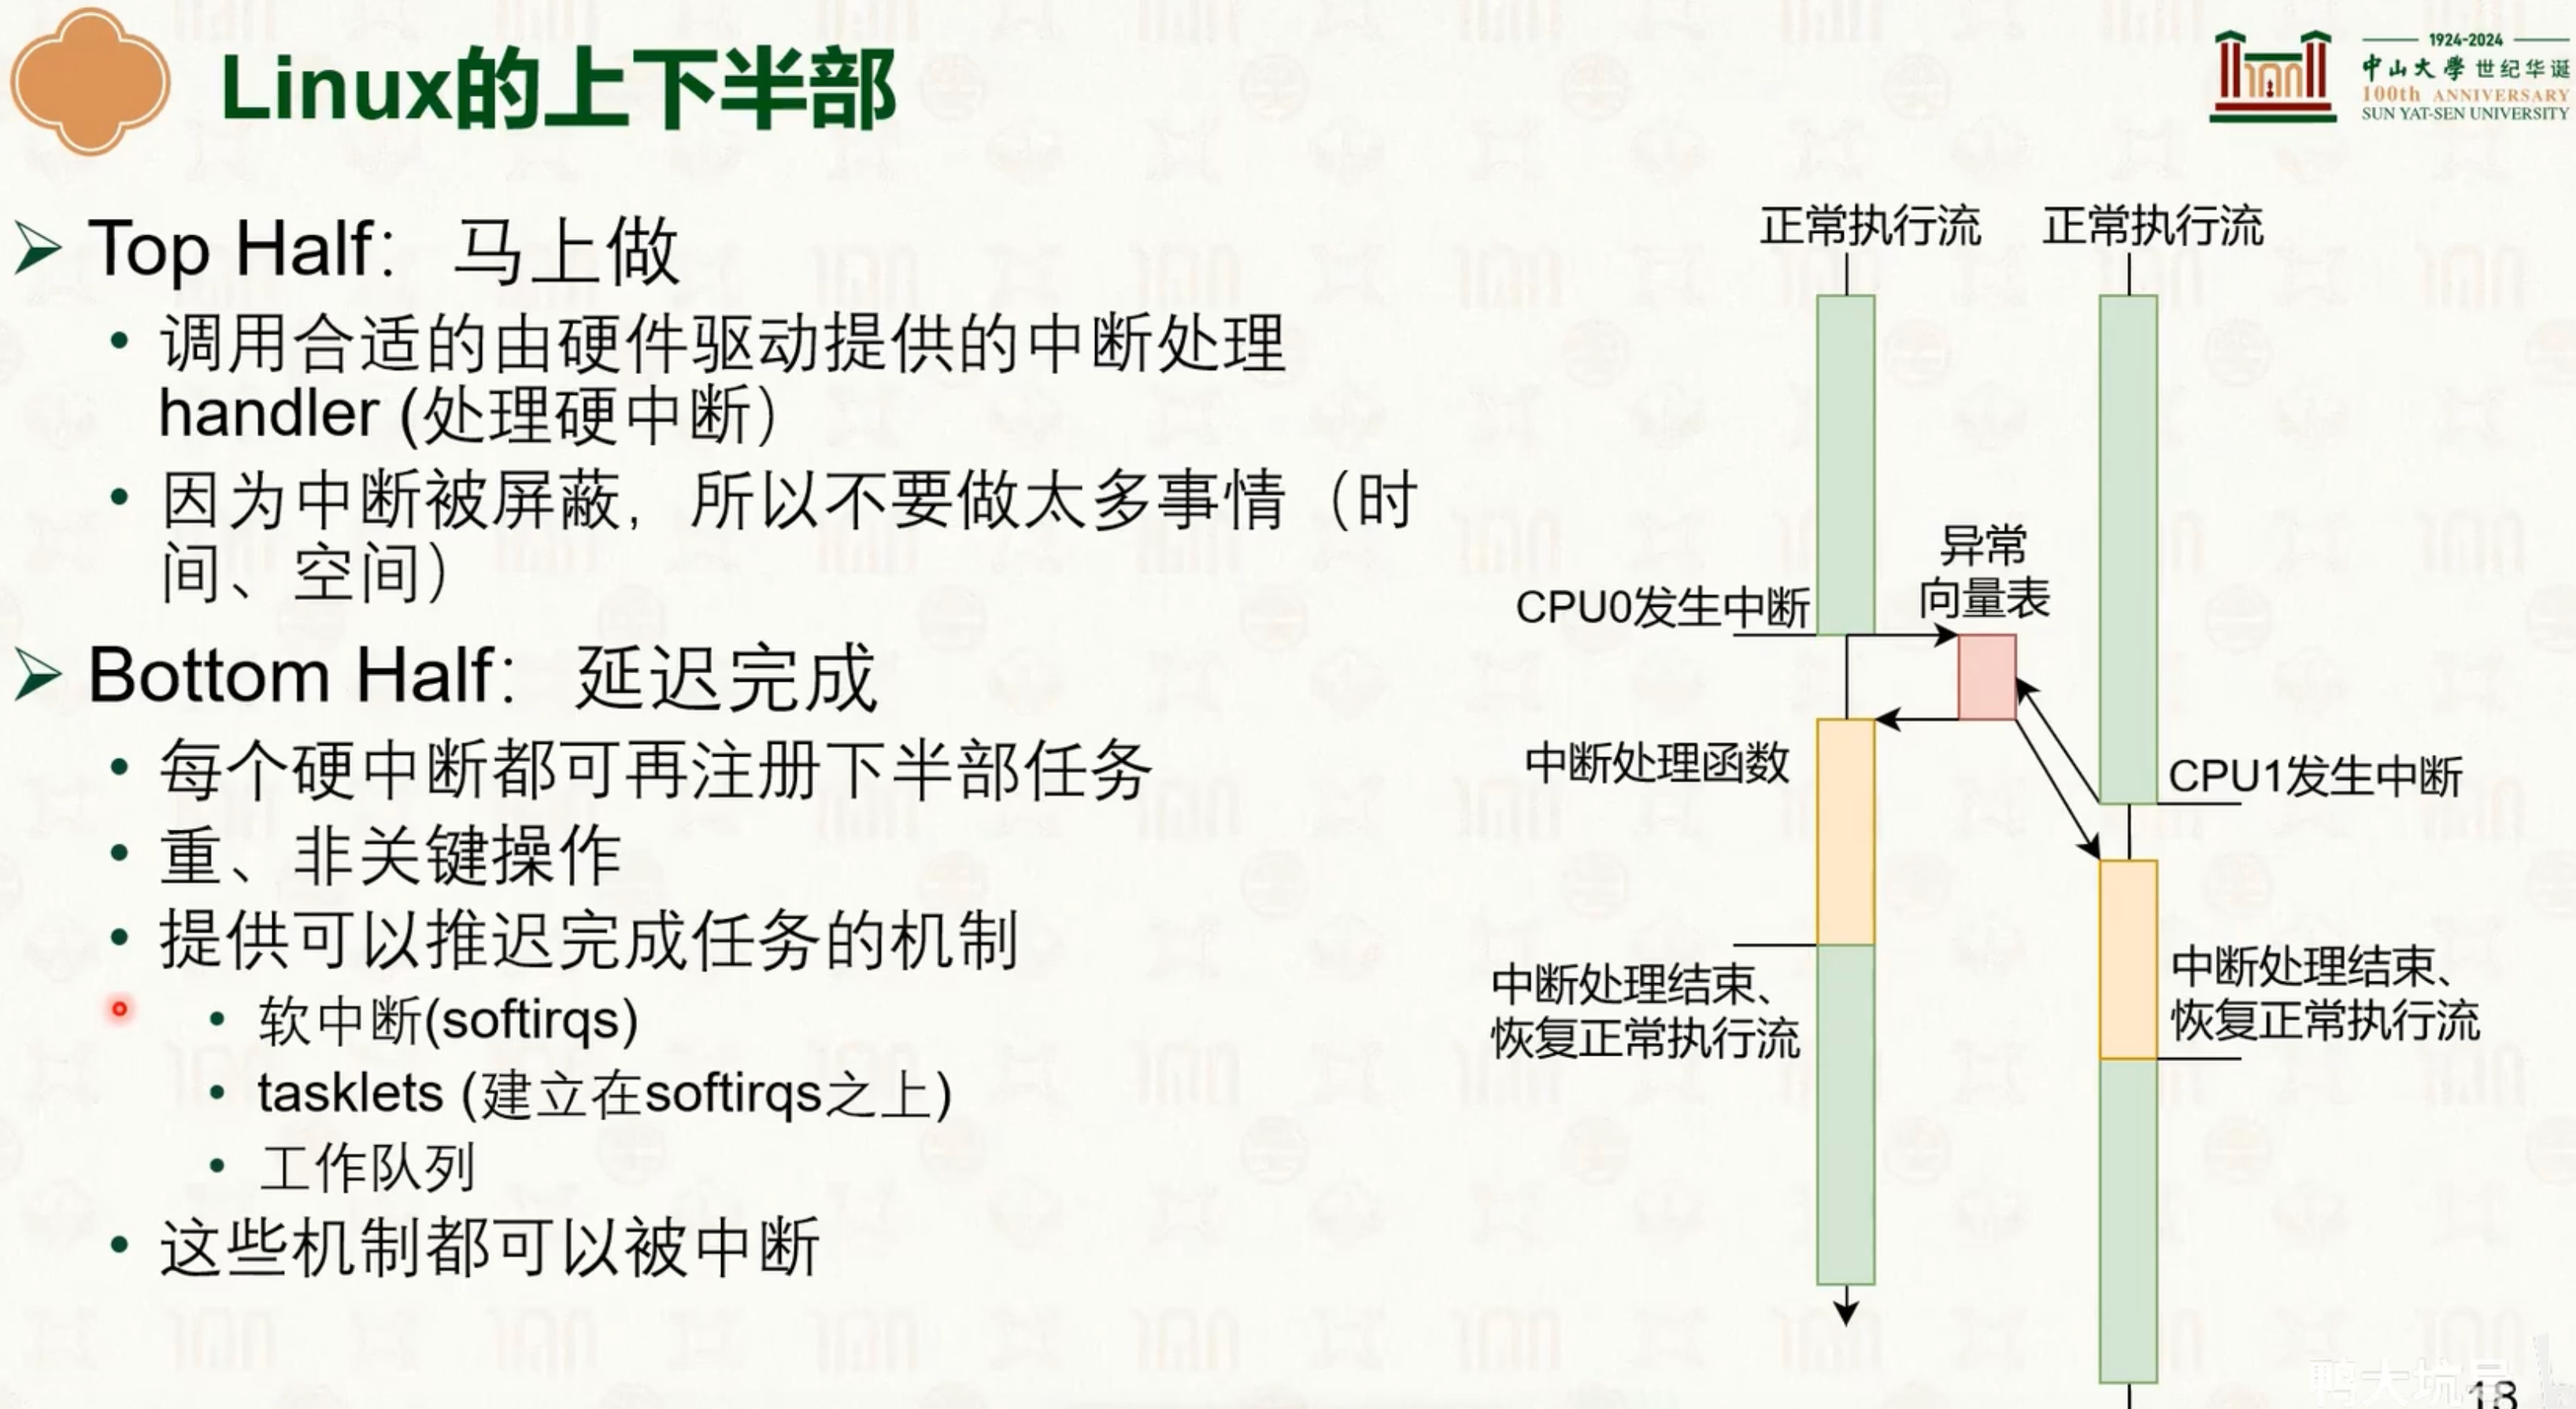 Linux的上下半部
1924-2024
中山大学 世纪华诞
100th ANNIVERSARY
SUN YAT-SEN UNIVERSITY
Top Half： 马上做
调用合适的由硬件驱动提供的中断处理
handler (处理硬中断）
因为中断被屏蔽，所以不要做太多事情（时
间、空间）
Bottom Half： 延迟完成
每个硬中断都可再注册下半部任务
重、非关键操作
提供可以推迟完成任务的机制
软中断(softirqs)
tasklets (建立在softirqs之上)
工作队列
这些机制都可以被中断
正常执行流
正常执行流
异常
向量表
CPU0发生中断
中断处理函数
CPU1发生中断
中断处理结束、
恢复正常执行流
中断处理结束、
恢复正常执行流
18